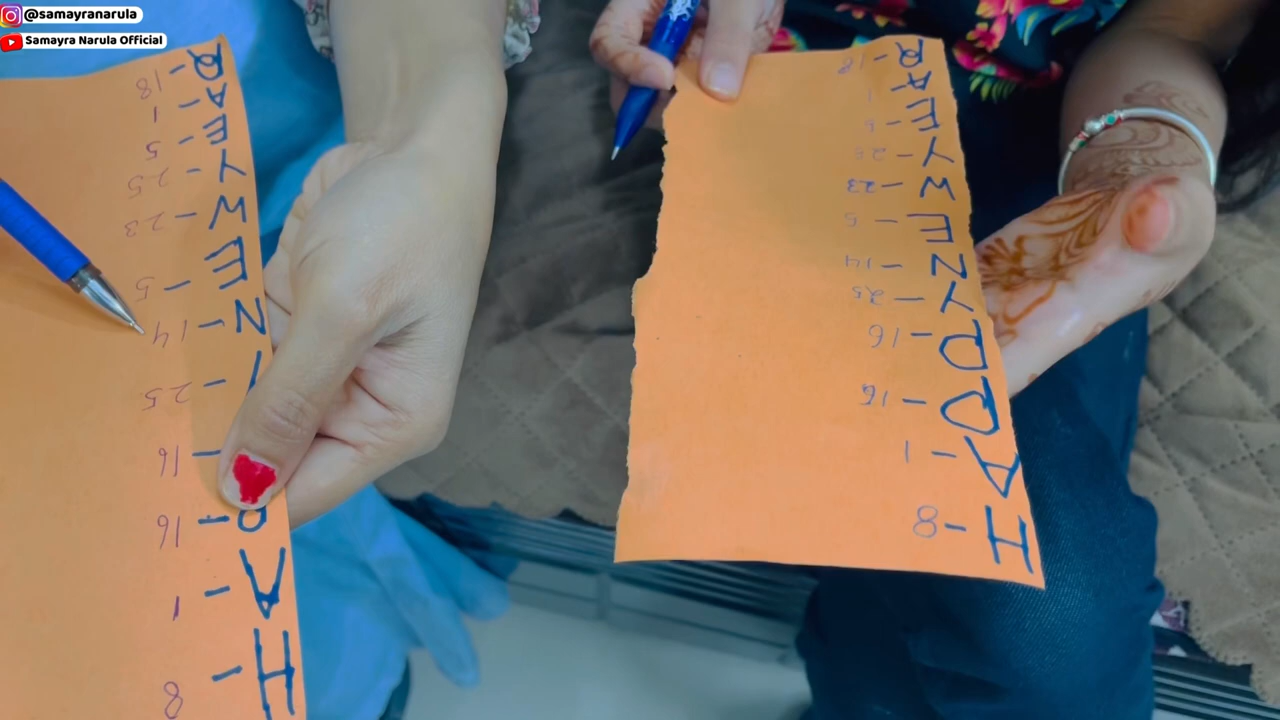 @samayranarula
Samayra Narula Official
H - 8
A - 1
P - 16
- 16
Y - 25
N - 14
E - 5
W - 23
Y - 25
E - 5
A - 1
R - 18
H - 8
A - 1
P - 16
P - 16
Y - 25
N - 14
E - 5
W - 23
Y - 25
E - 5
A - 1
R - 18